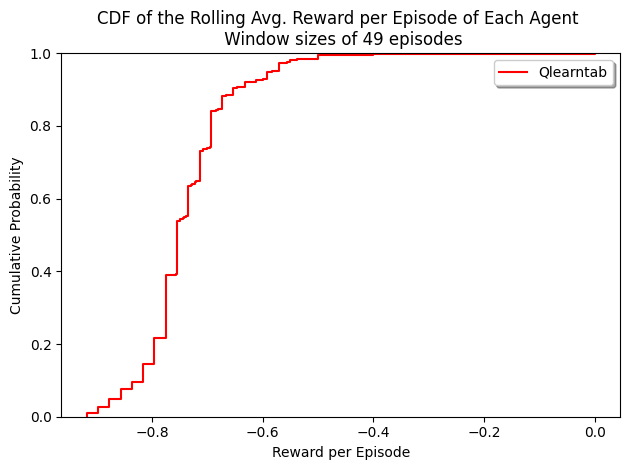 CDF of the Rolling Avg. Reward per Episode of Each Agent
Window sizes of 49 episodes
Qlearntab
Cumulative Probability
1.0
0.8
0.6
0.4
0.2
0.0
−0.8
−0.6
−0.4
−0.2
0.0
Reward per Episode